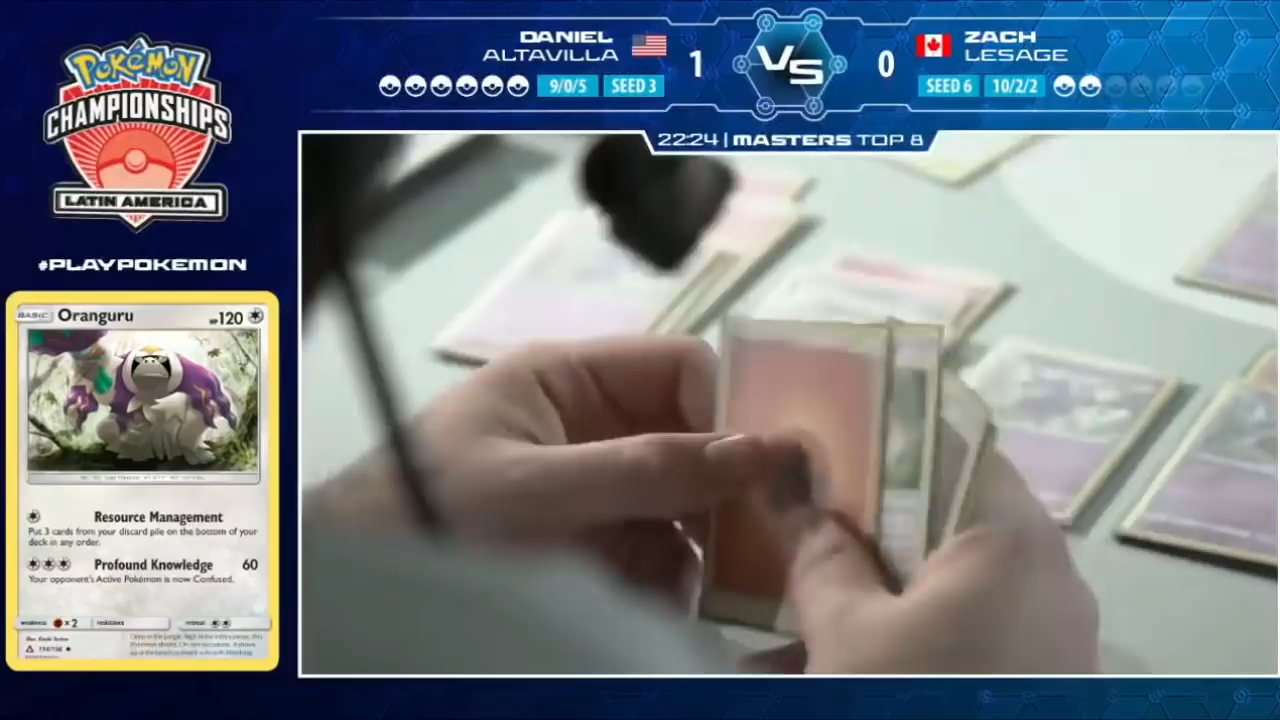 DANIEL
ALTAVILLA
1
VS
0
ZACH
LESAGE
9/0/5
SEED 3
SEED 6
10/2/2
22:24 | MASTERS TOP 8
POKÉMON
CHAMPIONSHIPS
LATIN AMERICA
#PLAYPOKEMON
BASIC
Oranguru
HP120
Resource Management
Put 3 cards from your discard pile on the bottom of your
deck in any order.
Profound Knowledge 60
Your opponent's Active Pokémon is now Confused.
weakness x2 resistance retreat